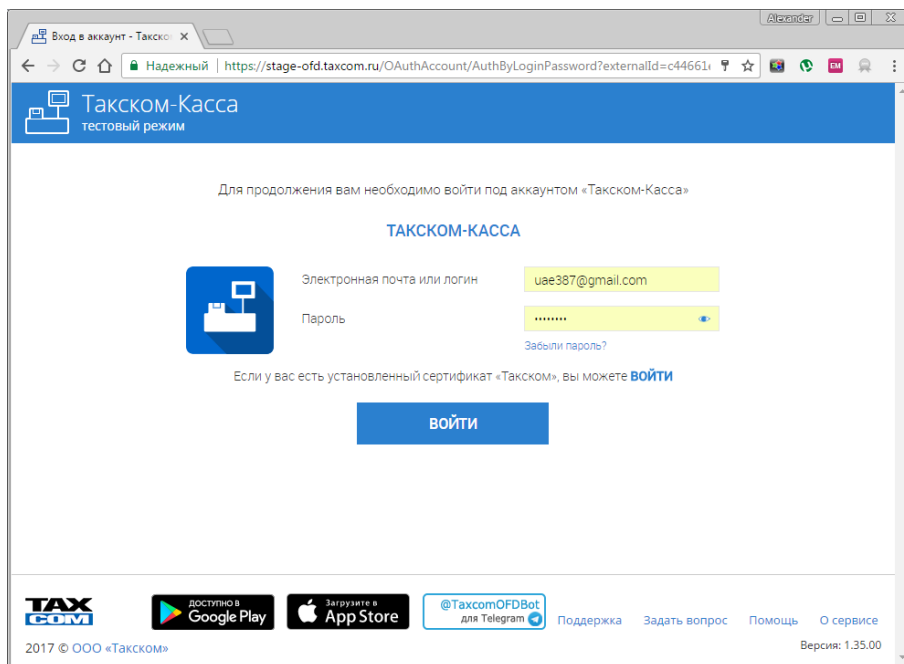 Alexander
Вход в аккаунт - Такско
Надежный | https://stage-ofd.taxcom.ru/OAuthAccount/AuthByLoginPassword?externalId=c44661
EM
Такском-Касса
тестовый режим
Для продолжения вам необходимо войти под аккаунтом «Такском-Касса»
ТАКСКОМ-КАССА
Электронная почта или логин
uae387@gmail.com
Пароль
••••••••
Забыли пароль?
Если у вас есть установленный сертификат «Такском», вы можете ВОЙТИ
ВОЙТИ
TAXCOM
ДОСТУПНО В
Google Play
Загрузите в
App Store
@TaxcomOFDBot
для Telegram
Поддержка
Задать вопрос
Помощь
О сервисе
2017 © ООО «Такском»
Версия: 1.35.00